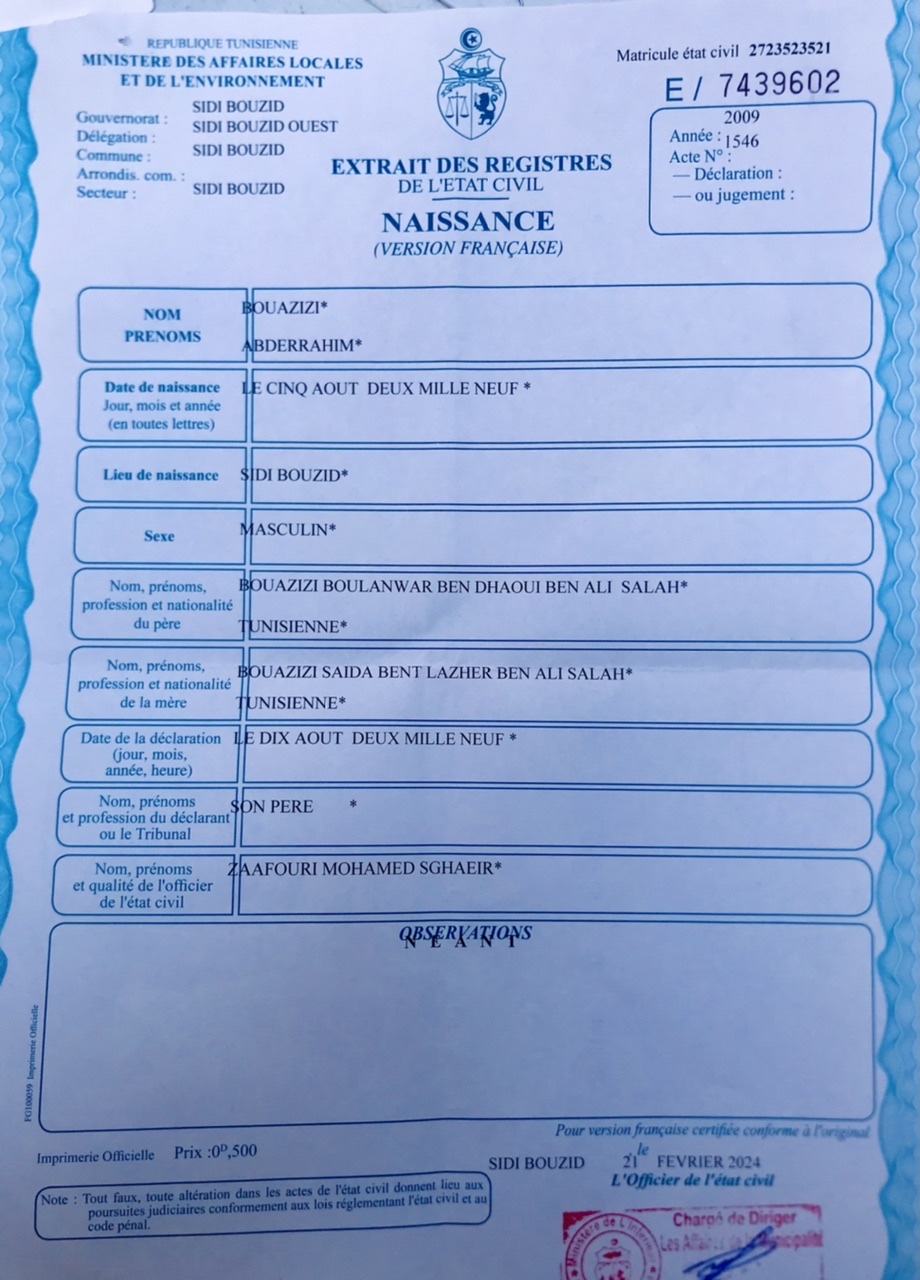 REPUBLIQUE TUNISIENNE
MINISTERE DES AFFAIRES LOCALES
ET DE L'ENVIRONNEMENT
Gouvernorat : SIDI BOUZID
Délégation : SIDI BOUZID OUEST
Commune : SIDI BOUZID
Arrondis. com. :
Secteur : SIDI BOUZID
Matricule état civil 2723523521
E / 7439602
2009
Année :
1546
Acte N° :
— Déclaration :
— ou jugement :
EXTRAIT DES REGISTRES
DE L'ETAT CIVIL
NAISSANCE
(VERSION FRANÇAISE)
NOM
PRENOMS
BOUAZIZI*
ABDERRAHIM*
Date de naissance
Jour, mois et année
(en toutes lettres)
LE CINQ AOUT DEUX MILLE NEUF *
Lieu de naissance
SIDI BOUZID*
Sexe
MASCULIN*
Nom, prénoms,
profession et nationalité
du père
BOUAZIZI BOULANWAR BEN DHAOUI BEN ALI SALAH*
TUNISIENNE*
Nom, prénoms,
profession et nationalité
de la mère
BOUAZIZI SAIDA BENT LAZHER BEN ALI SALAH*
TUNISIENNE*
Date de la déclaration
(jour, mois,
année, heure)
LE DIX AOUT DEUX MILLE NEUF *
Nom, prénoms
et profession du déclarant
ou le Tribunal
SON PERE *
Nom, prénoms
et qualité de l'officier
de l'état civil
ZAAFOURI MOHAMED SGHAEIR*
OBSERVATIONS
N E A N T
FG100039 Imprimerie Officielle
Pour version française certifiée conforme à l'original
Imprimerie Officielle Prix :0ᴰ,500
SIDI BOUZID le 21 FEVRIER 2024
L'Officier de l'état civil
Note : Tout faux, toute altération dans les actes de l'état civil donnent lieu aux
poursuites judiciaires conformement aux lois réglementant l'état civil et au
code pénal.
Chargé de Diriger
Les Affaires de la Municipalité
Ministère de L'Intérieur